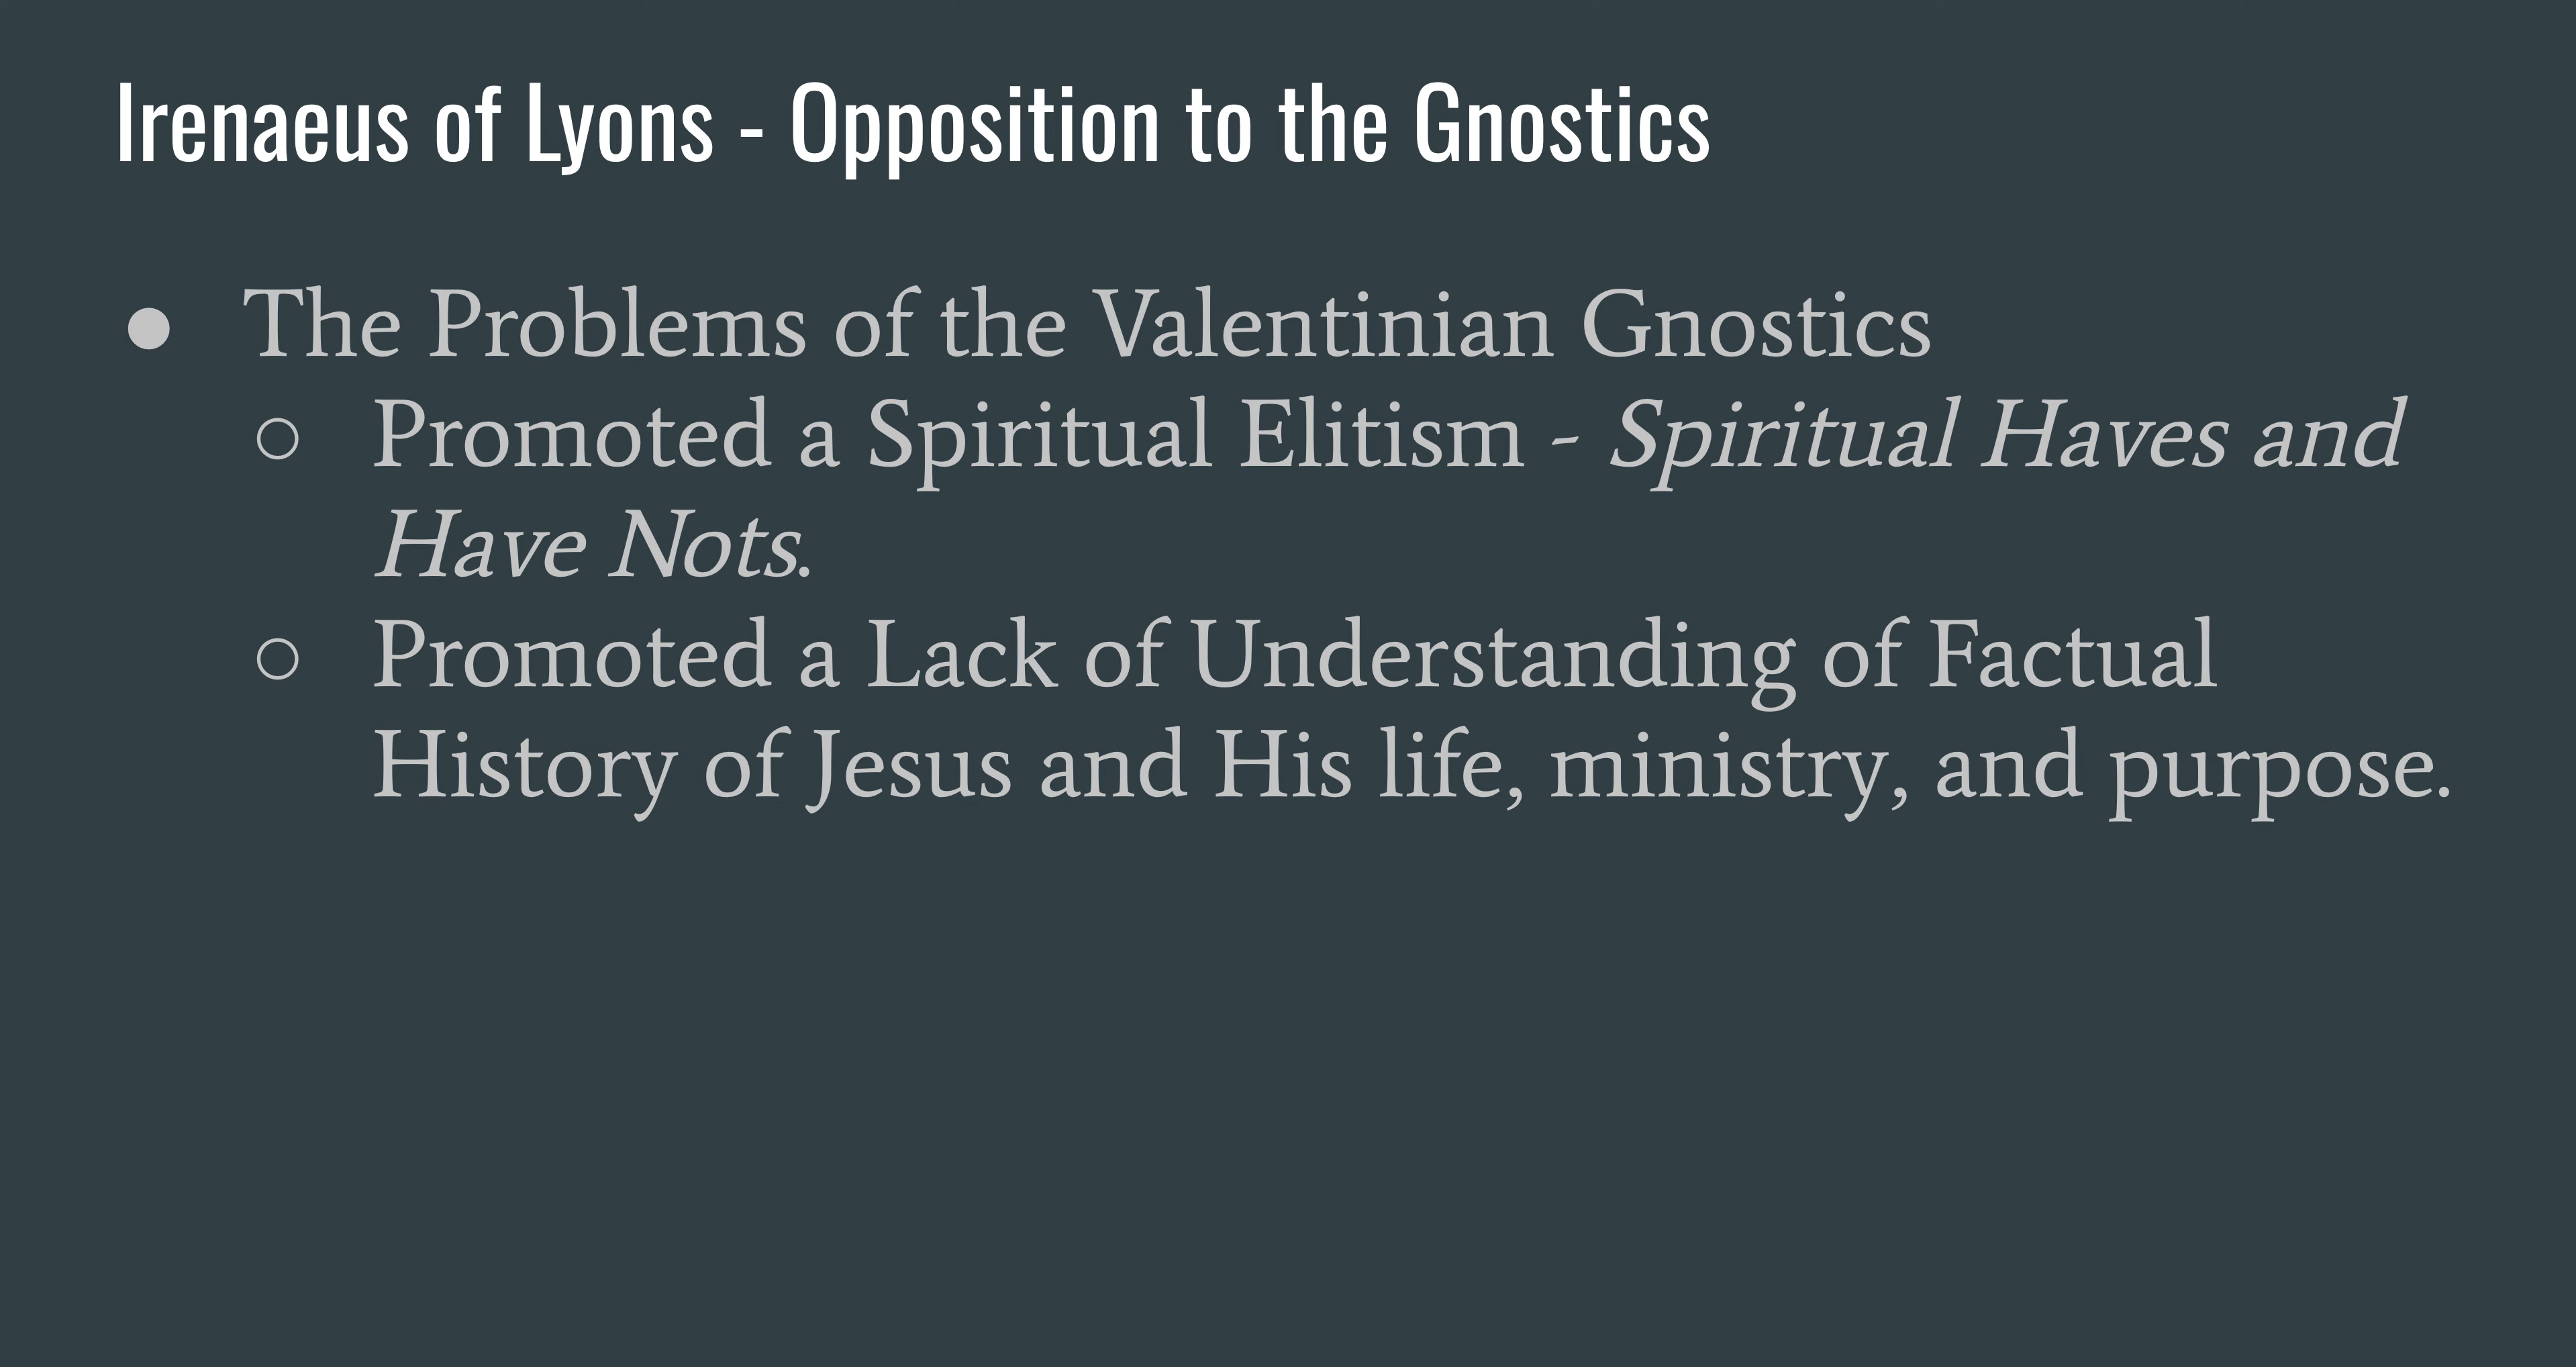 Irenaeus of Lyons - Opposition to the Gnostics
● The Problems of the Valentinian Gnostics
○ Promoted a Spiritual Elitism - Spiritual Haves and
Have Nots.
○ Promoted a Lack of Understanding of Factual
History of Jesus and His life, ministry, and purpose.